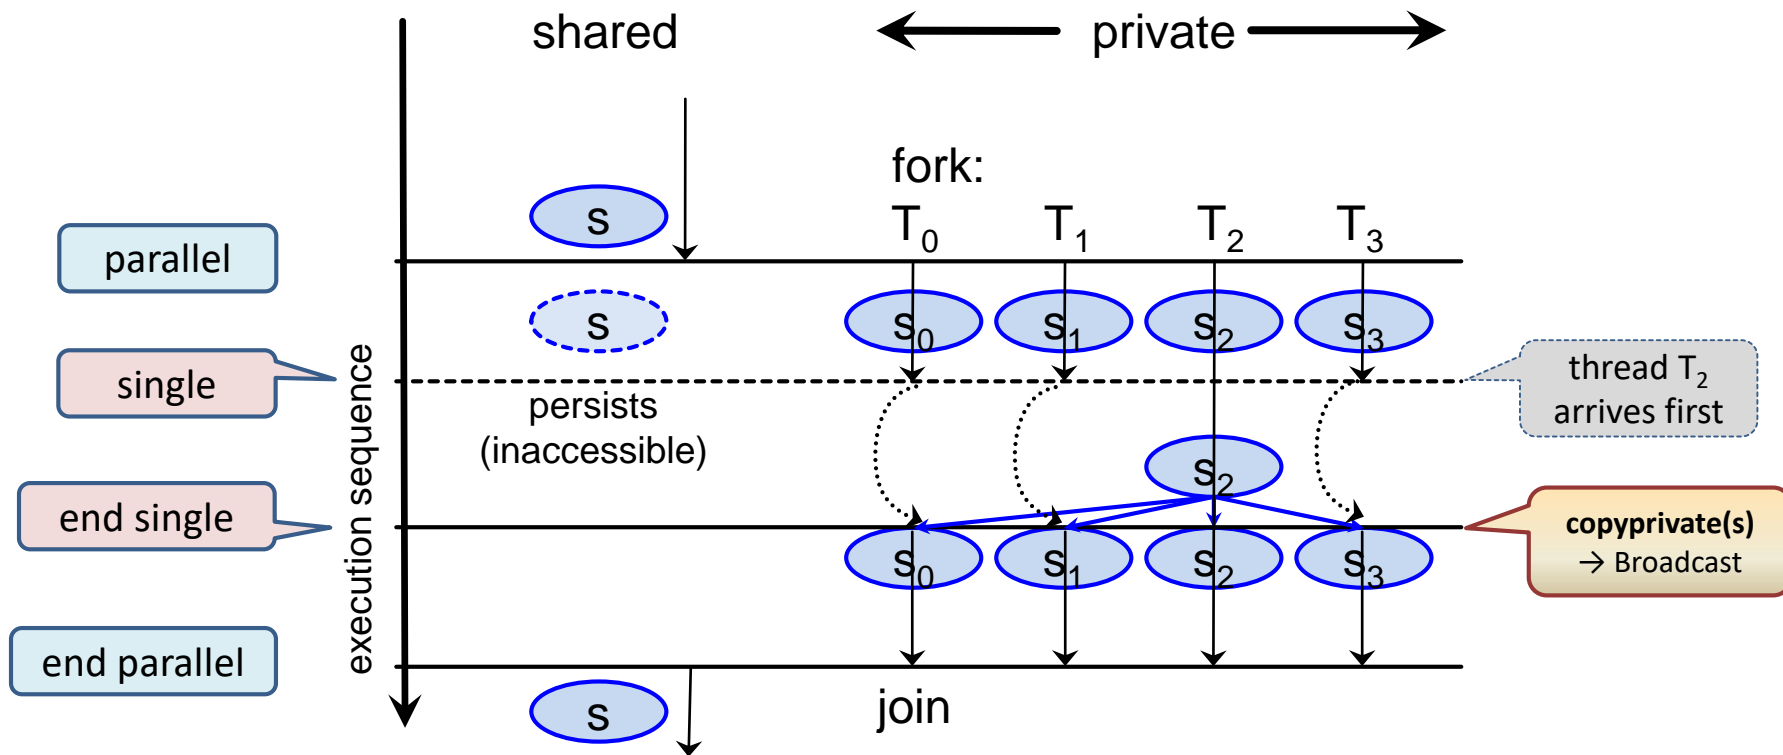 shared
private
fork:
T0 T1 T2 T3
s
parallel
s
s0 s1 s2 s3
single
thread T2
arrives first
persists
(inaccessible)
execution sequence
s2
end single
copyprivate(s)
→ Broadcast
s0 s1 s2 s3
end parallel
s
join